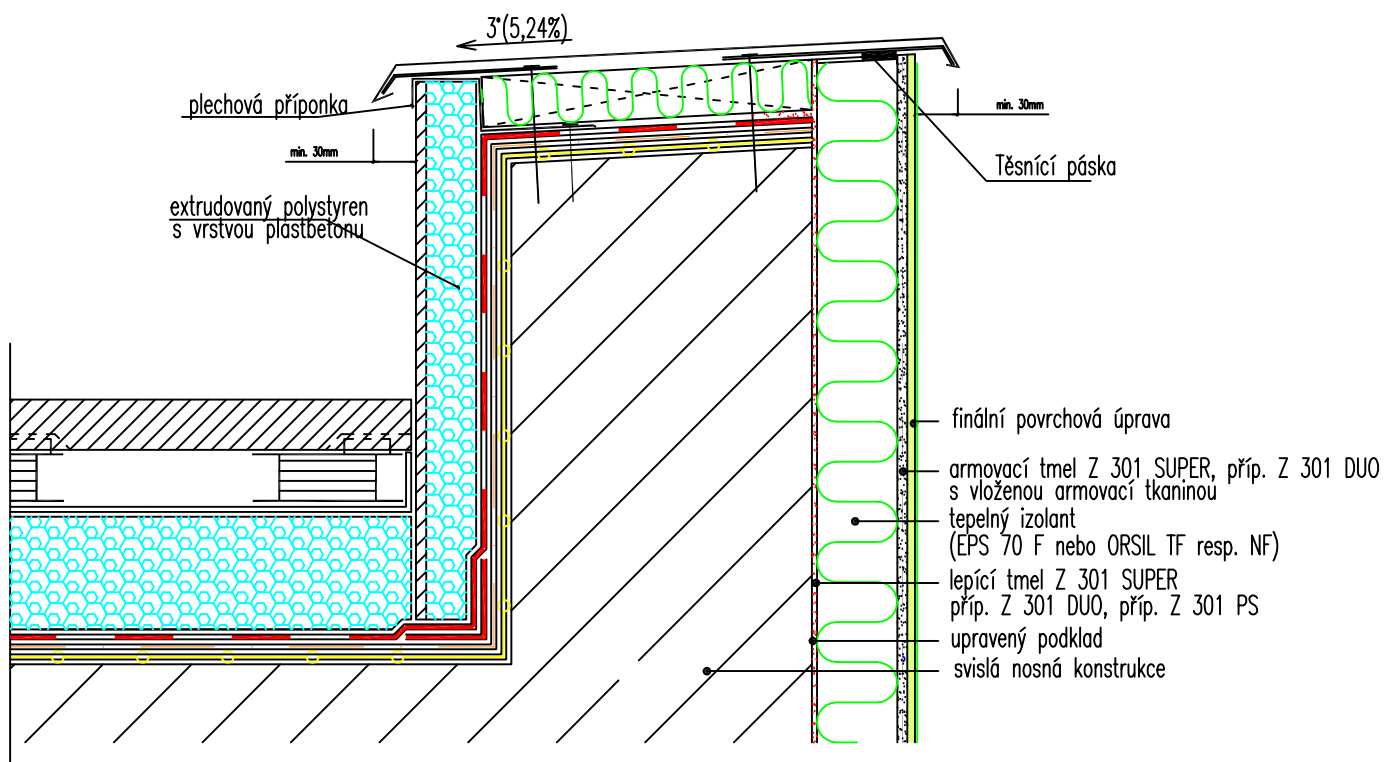 3°(5,24%)
plechová příponka
min. 30mm
min. 30mm
Těsnící páska
extrudovaný polystyren
s vrstvou plastbetonu
finální povrchová úprava
armovací tmel Z 301 SUPER, příp. Z 301 DUO
s vloženou armovací tkaninou
tepelný izolant
(EPS 70 F nebo ORSIL TF resp. NF)
lepící tmel Z 301 SUPER
příp. Z 301 DUO, příp. Z 301 PS
upravený podklad
svislá nosná konstrukce